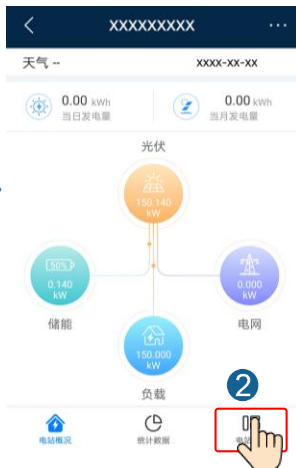 XXXXXXXXX
天气 -- XXXX-XX-XX
0.00 kWh 0.00 kWh
当日发电量 当月发电量
光伏
150.140
kW
50%
0.140
kW
0.000
kW
储能 电网
150.000
kW
负载
2
电站概况 统计数据 电站